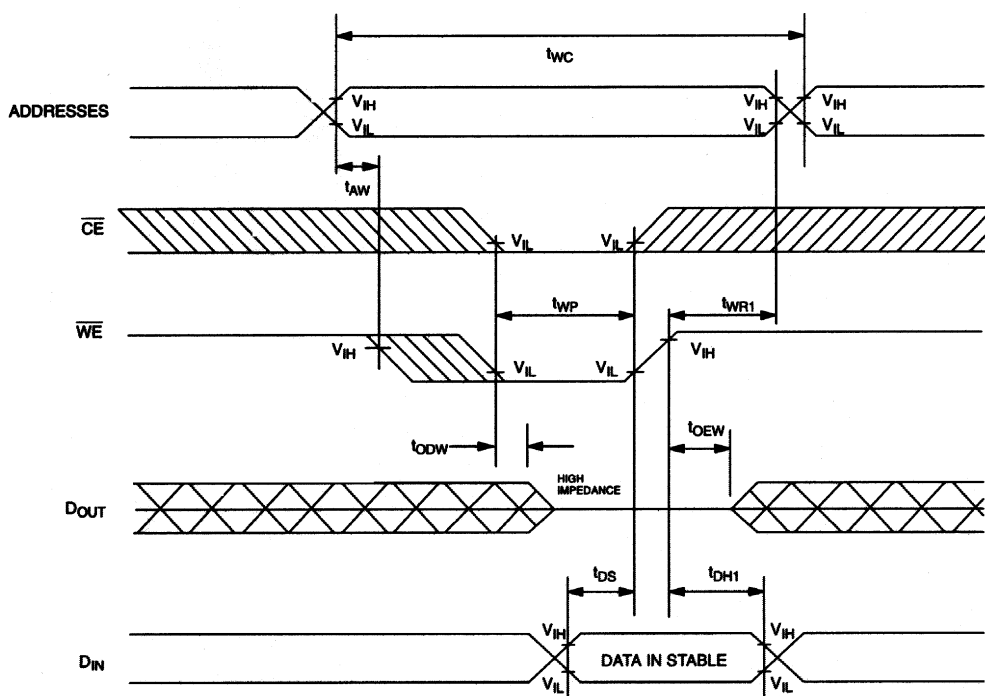 tWC
ADDRESSES
VIH
VIL
VIH
VIL
VIH
VIL
tAW
CE
VIL
VIL
tWP
tWR1
WE
VIH
VIL
VIL
VIH
tODW
tOEW
HIGH
IMPEDANCE
DOUT
tDS
tDH1
DIN
VIH
VIL
DATA IN STABLE
VIH
VIL